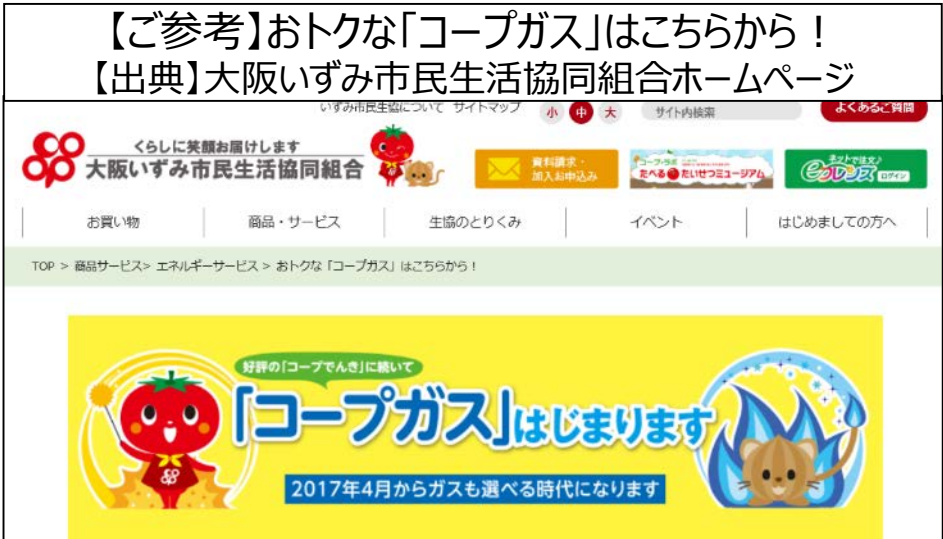 【ご参考】おトクな「コープガス」はこちらから！
【出典】大阪いずみ市民生活協同組合ホームページ
いずみ市民生協について サイトマップ 小 中 大 サイト内検索 よくあるご質問
くらしに笑顔お届けします
大阪いずみ市民生活協同組合
資料請求・
加入お申込み
コープ・ラボ
たべる たいせつミュージアム
ネットで注文♪
eフレンズ ログイン
お買い物 商品・サービス 生協のとりくみ イベント はじめましての方へ
TOP > 商品サービス> エネルギーサービス > おトクな「コープガス」はこちらから！
好評の「コープでんき」に続いて
「コープガス」はじまります
2017年4月からガスも選べる時代になります